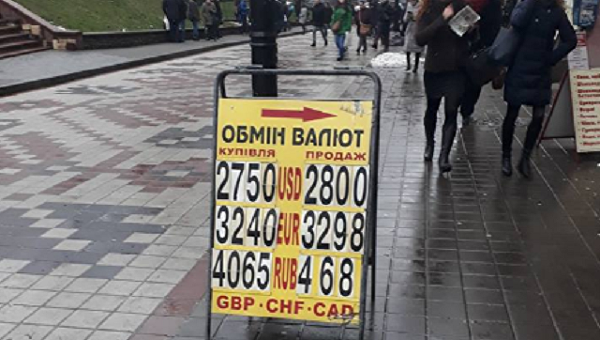 ОБМІН ВАЛЮТ
КУПІВЛЯ ПРОДАЖ
2750 USD 2800
3240 EUR 3298
4065 RUB 468
GBP · CHF · CAD